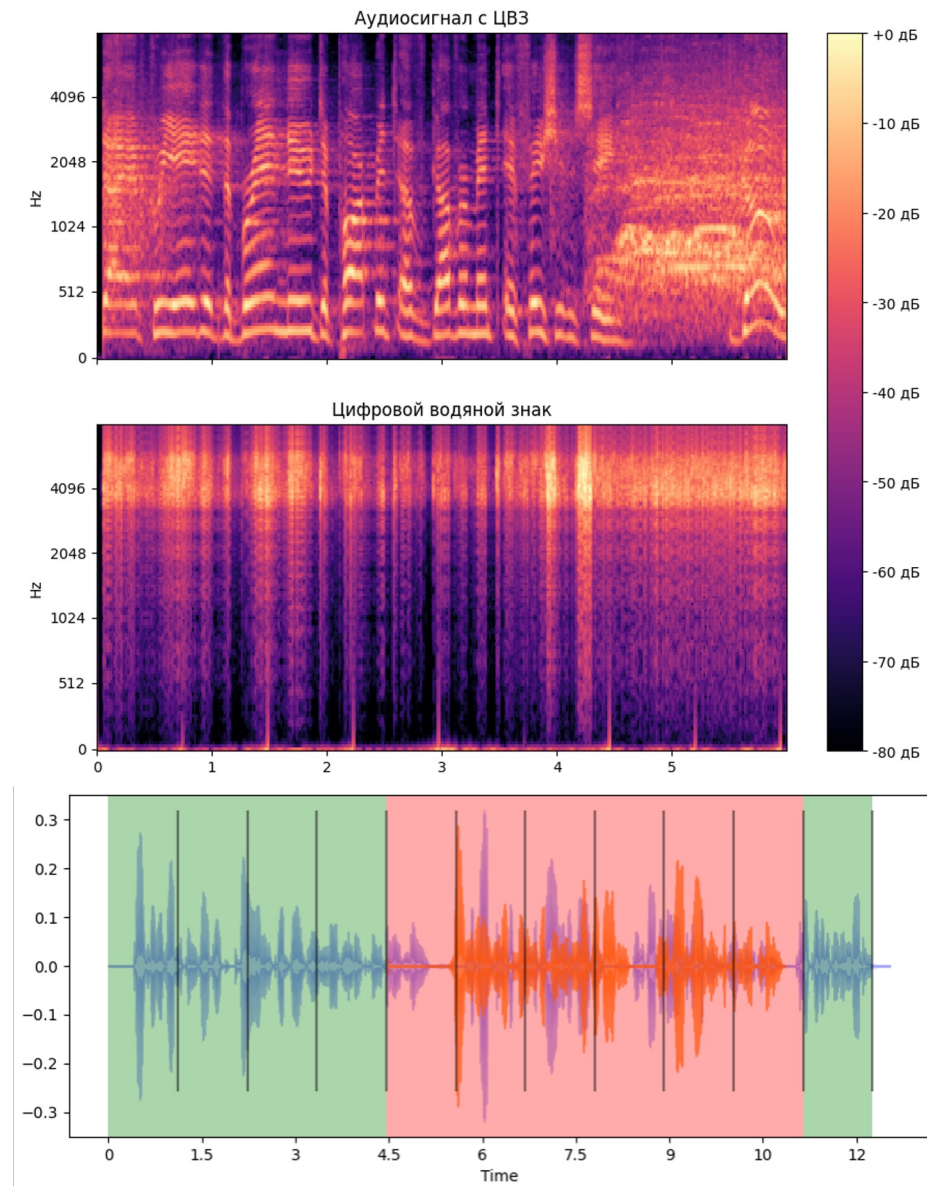 Аудиосигнал с ЦВЗ
Hz
4096
2048
1024
512
0
+0 дБ
-10 дБ
-20 дБ
-30 дБ
-40 дБ
-50 дБ
-60 дБ
-70 дБ
-80 дБ
Цифровой водяной знак
Hz
4096
2048
1024
512
0
0 1 2 3 4 5
0.3
0.2
0.1
0.0
−0.1
−0.2
−0.3
0 1.5 3 4.5 6 7.5 9 10 12
Time